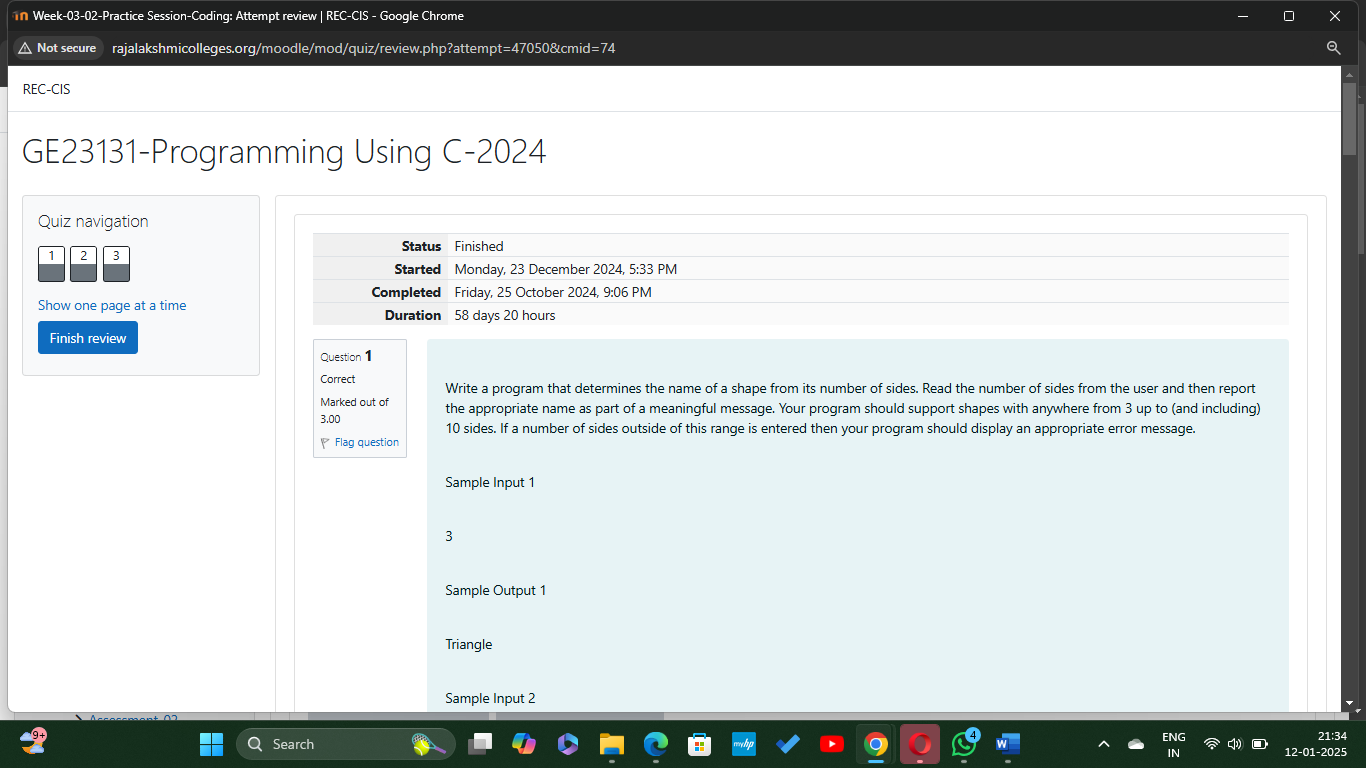 Week-03-02-Practice Session-Coding: Attempt review | REC-CIS - Google Chrome
Not secure rajalakshmicolleges.org/moodle/mod/quiz/review.php?attempt=47050&cmid=74
REC-CIS
GE23131-Programming Using C-2024
Quiz navigation
1 2 3
Show one page at a time
Finish review
Status Finished
Started Monday, 23 December 2024, 5:33 PM
Completed Friday, 25 October 2024, 9:06 PM
Duration 58 days 20 hours
Question 1
Correct
Marked out of
3.00
Flag question
Write a program that determines the name of a shape from its number of sides. Read the number of sides from the user and then report
the appropriate name as part of a meaningful message. Your program should support shapes with anywhere from 3 up to (and including)
10 sides. If a number of sides outside of this range is entered then your program should display an appropriate error message.
Sample Input 1
3
Sample Output 1
Triangle
Sample Input 2
Assessment-02
9+
Search
myhp
4
W
ENG
IN
21:34
12-01-2025